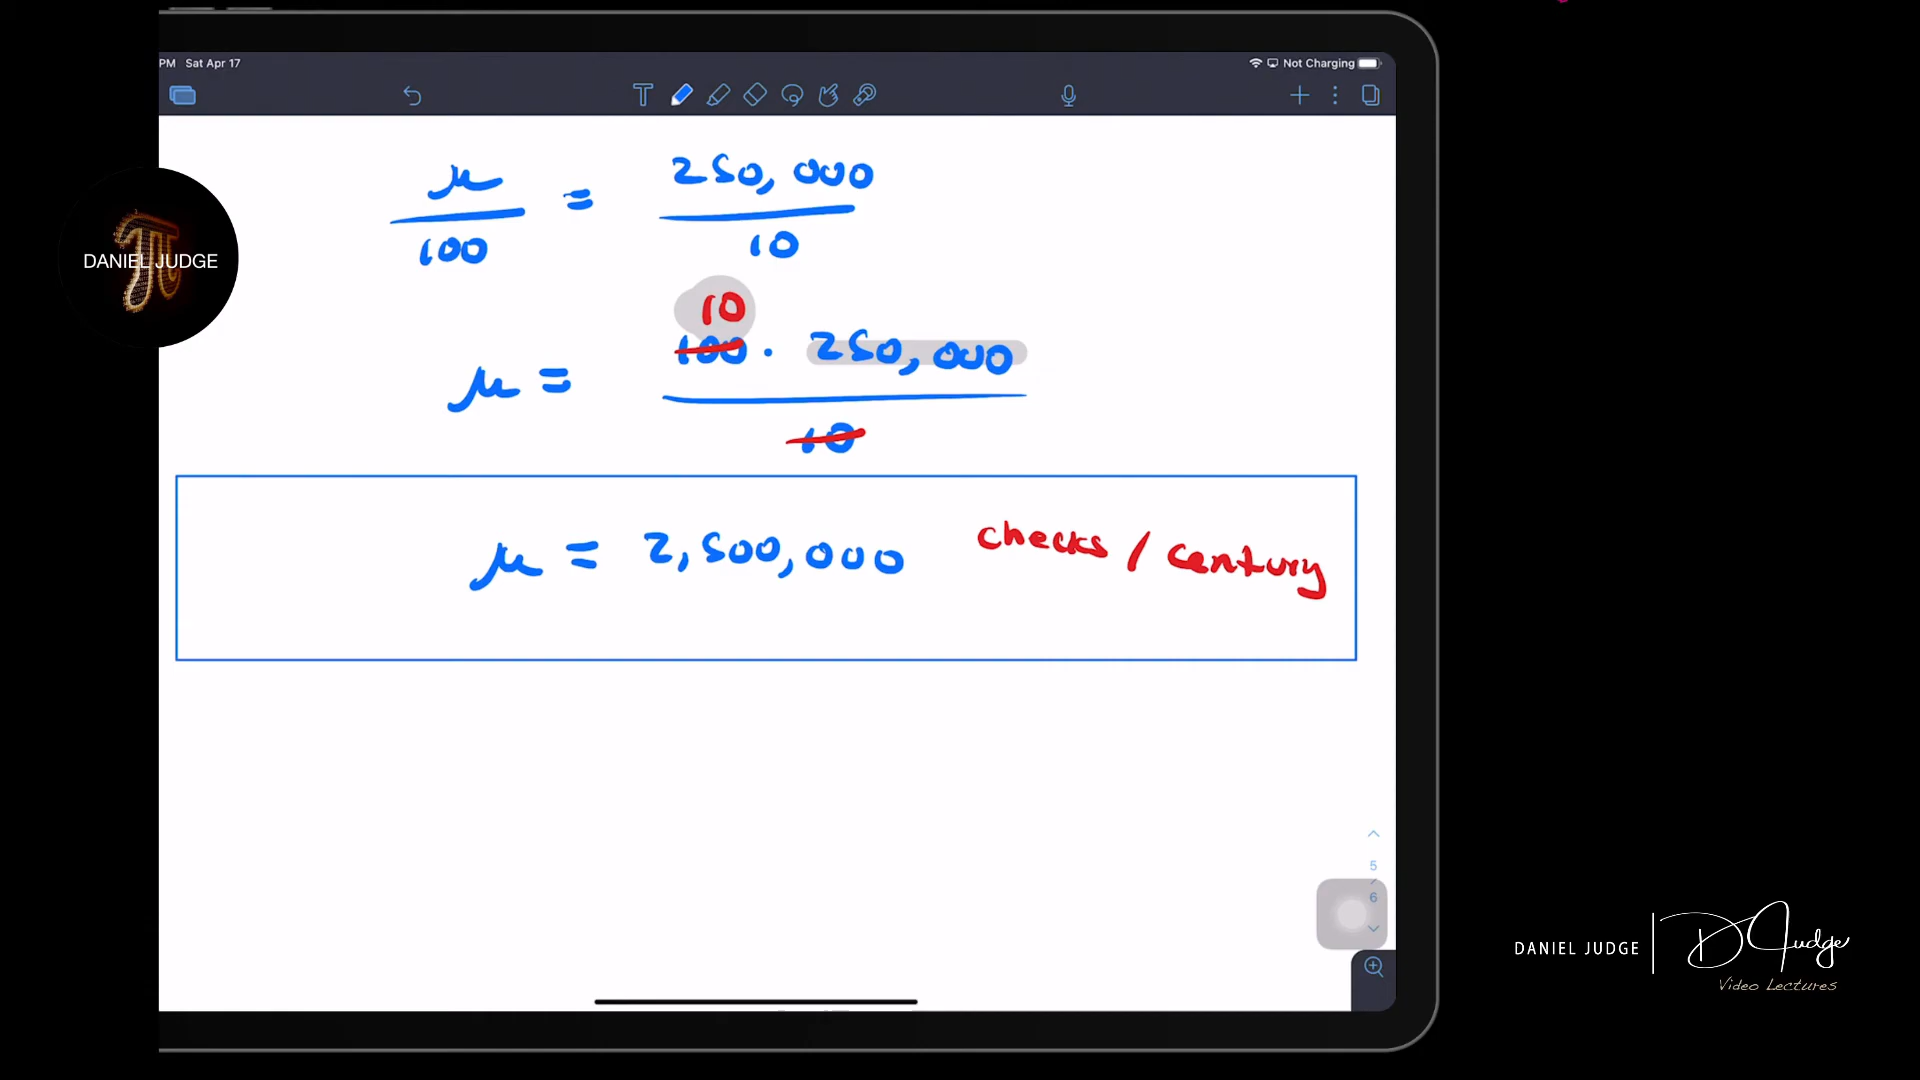 PM Sat Apr 17
Not Charging
DANIEL JUDGE
μ/100 = 250,000/10
10
μ = 100 · 250,000 / 10
μ = 2,500,000 checks / century
5
6
DANIEL JUDGE
DJudge
Video Lectures